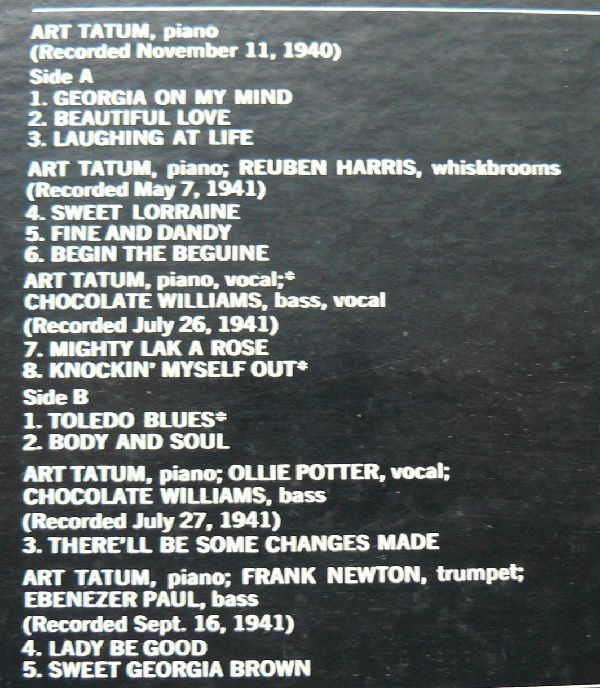 ART TATUM, piano
(Recorded November 11, 1940)
Side A
1. GEORGIA ON MY MIND
2. BEAUTIFUL LOVE
3. LAUGHING AT LIFE
ART TATUM, piano; REUBEN HARRIS, whiskbrooms
(Recorded May 7, 1941)
4. SWEET LORRAINE
5. FINE AND DANDY
6. BEGIN THE BEGUINE
ART TATUM, piano, vocal;*
CHOCOLATE WILLIAMS, bass, vocal
(Recorded July 26, 1941)
7. MIGHTY LAK A ROSE
8. KNOCKIN' MYSELF OUT*
Side B
1. TOLEDO BLUES*
2. BODY AND SOUL
ART TATUM, piano; OLLIE POTTER, vocal;
CHOCOLATE WILLIAMS, bass
(Recorded July 27, 1941)
3. THERE'LL BE SOME CHANGES MADE
ART TATUM, piano; FRANK NEWTON, trumpet;
EBENEZER PAUL, bass
(Recorded Sept. 16, 1941)
4. LADY BE GOOD
5. SWEET GEORGIA BROWN